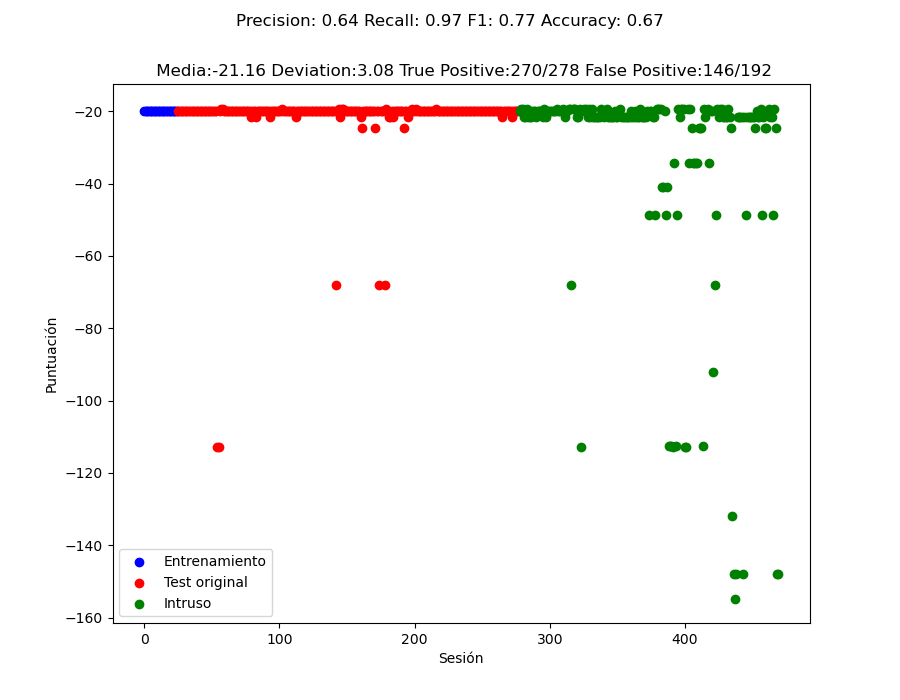 Precision: 0.64 Recall: 0.97 F1: 0.77 Accuracy: 0.67
Media:-21.16 Deviation:3.08 True Positive:270/278 False Positive:146/192
−20
−40
−60
−80
−100
−120
−140
−160
Puntuación
Entrenamiento
Test original
Intruso
0 100 200 300 400
Sesión